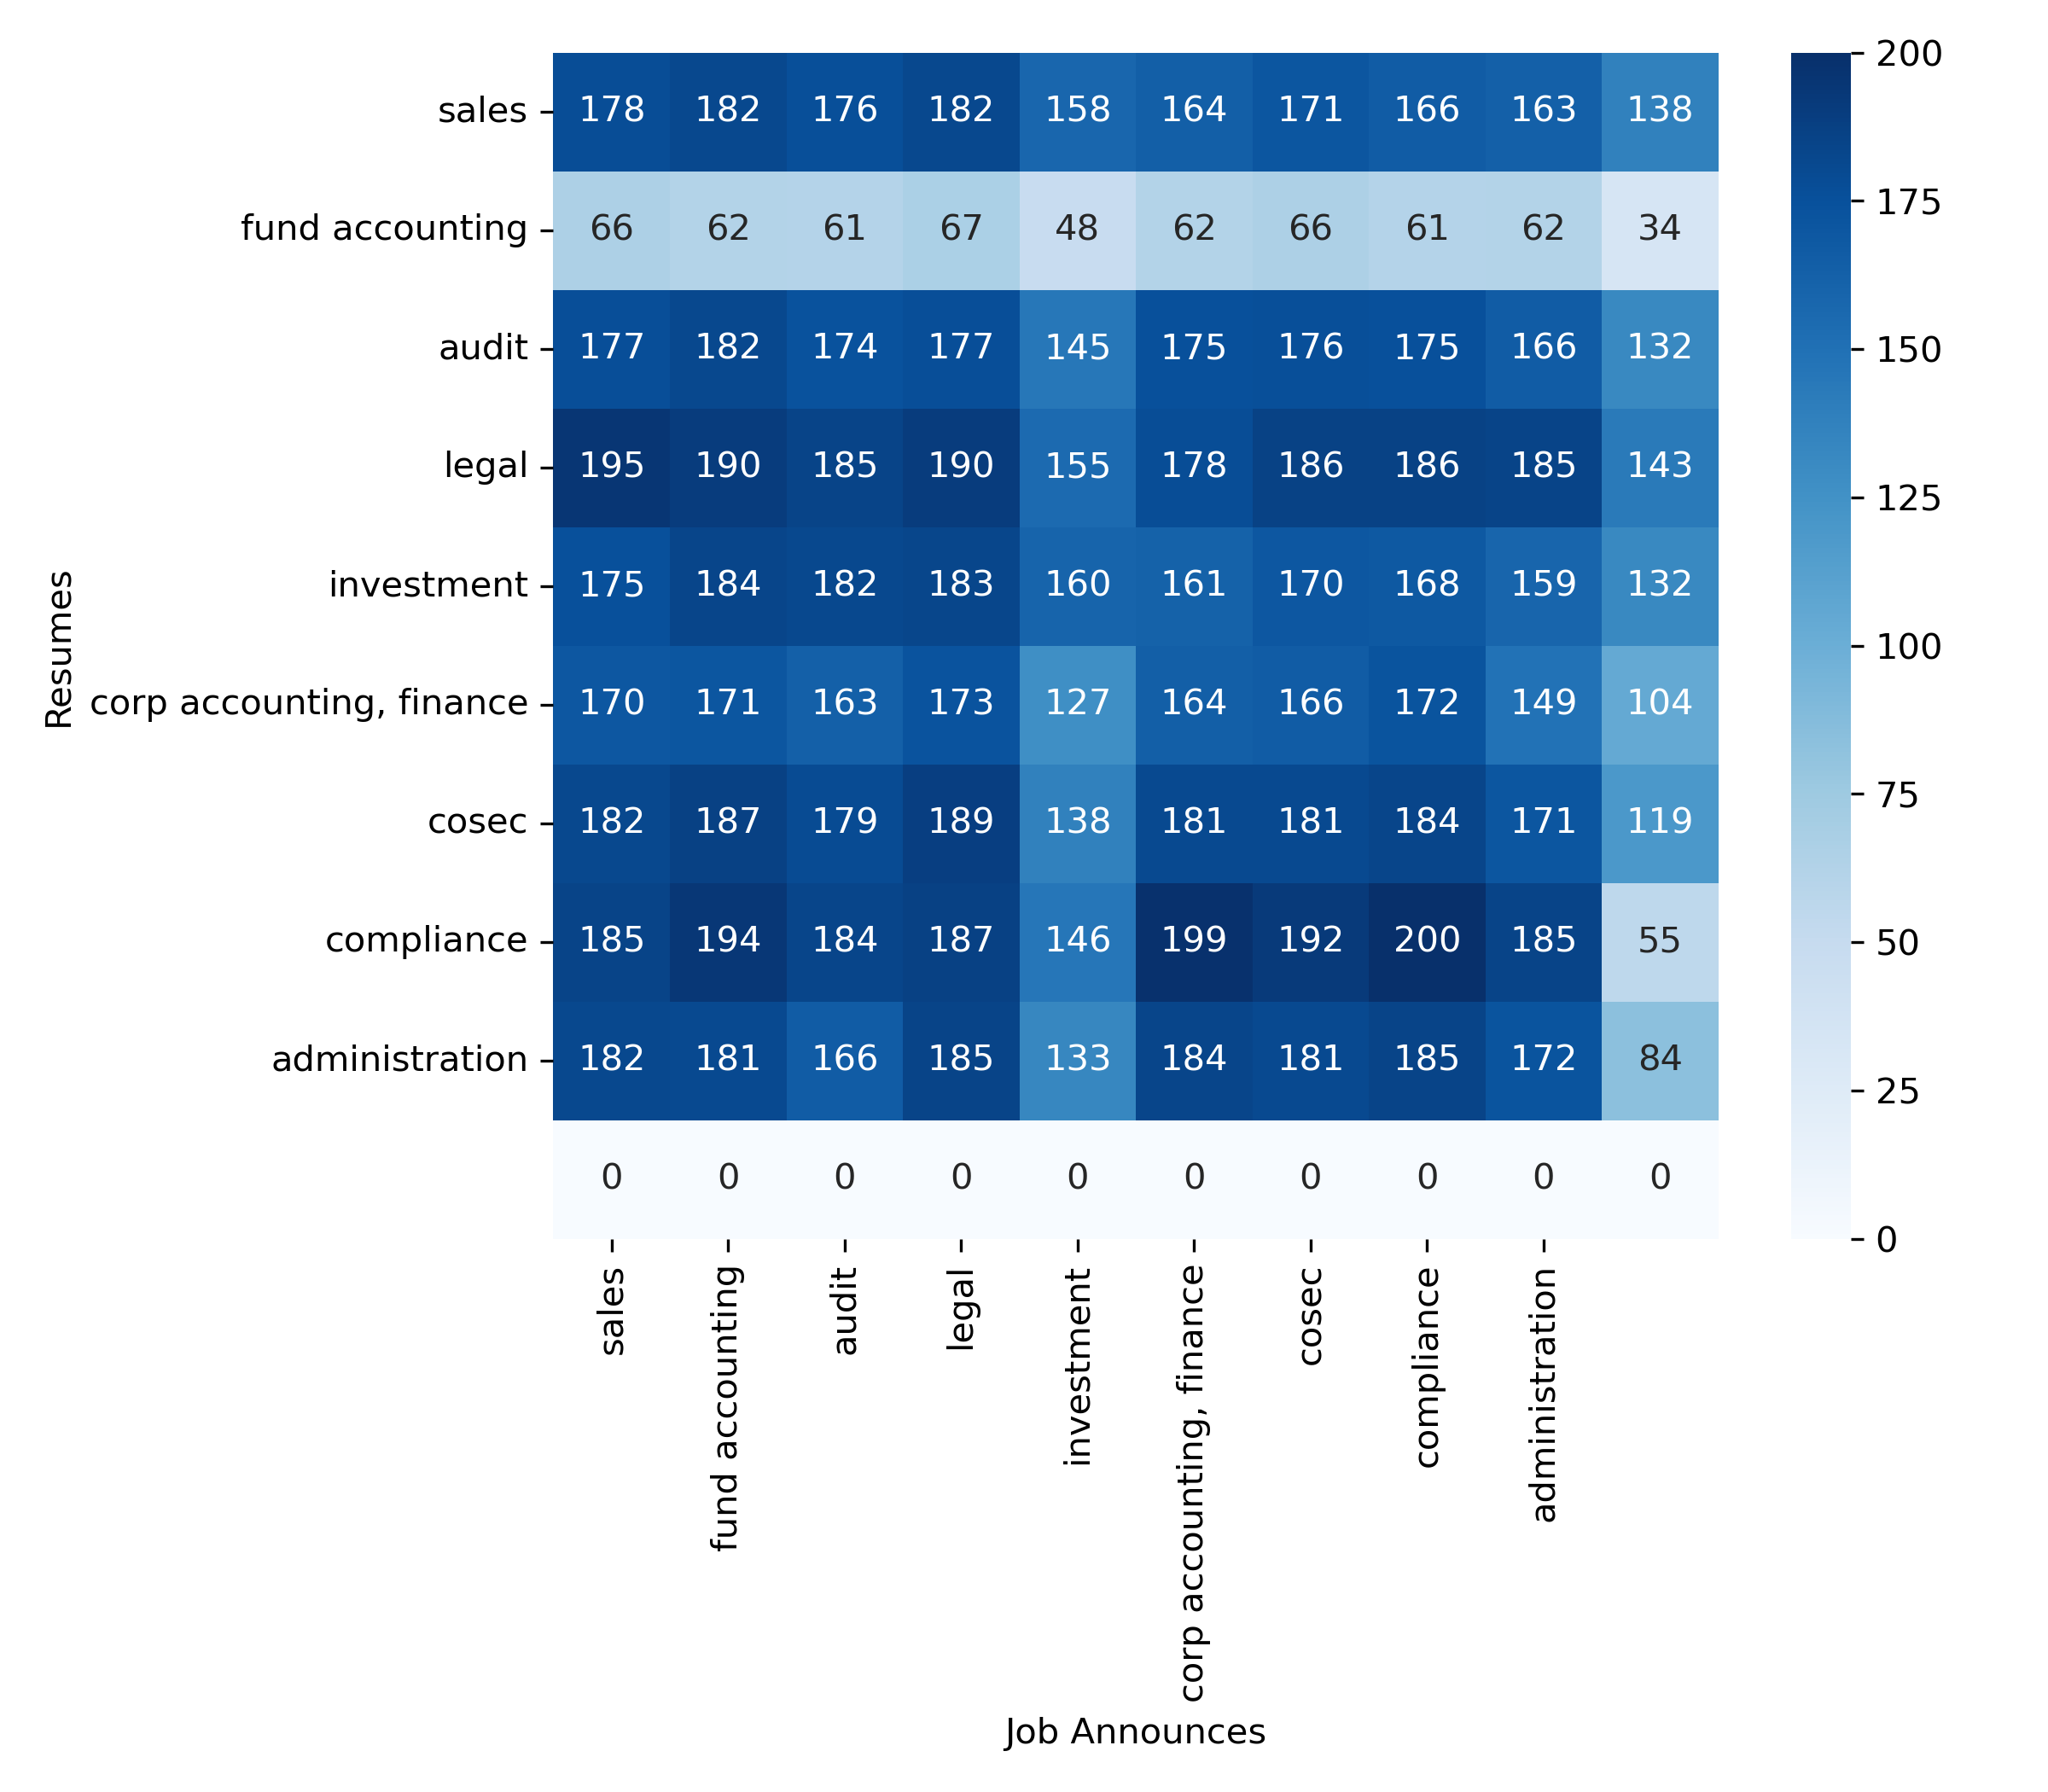 sales 178 182 176 182 158 164 171 166 163 138
fund accounting 66 62 61 67 48 62 66 61 62 34
audit 177 182 174 177 145 175 176 175 166 132
legal 195 190 185 190 155 178 186 186 185 143
investment 175 184 182 183 160 161 170 168 159 132
corp accounting, finance 170 171 163 173 127 164 166 172 149 104
cosec 182 187 179 189 138 181 181 184 171 119
compliance 185 194 184 187 146 199 192 200 185 55
administration 182 181 166 185 133 184 181 185 172 84
0 0 0 0 0 0 0 0 0 0
Resumes
sales
fund accounting
audit
legal
investment
corp accounting, finance
cosec
compliance
administration
Job Announces
200
175
150
125
100
75
50
25
0